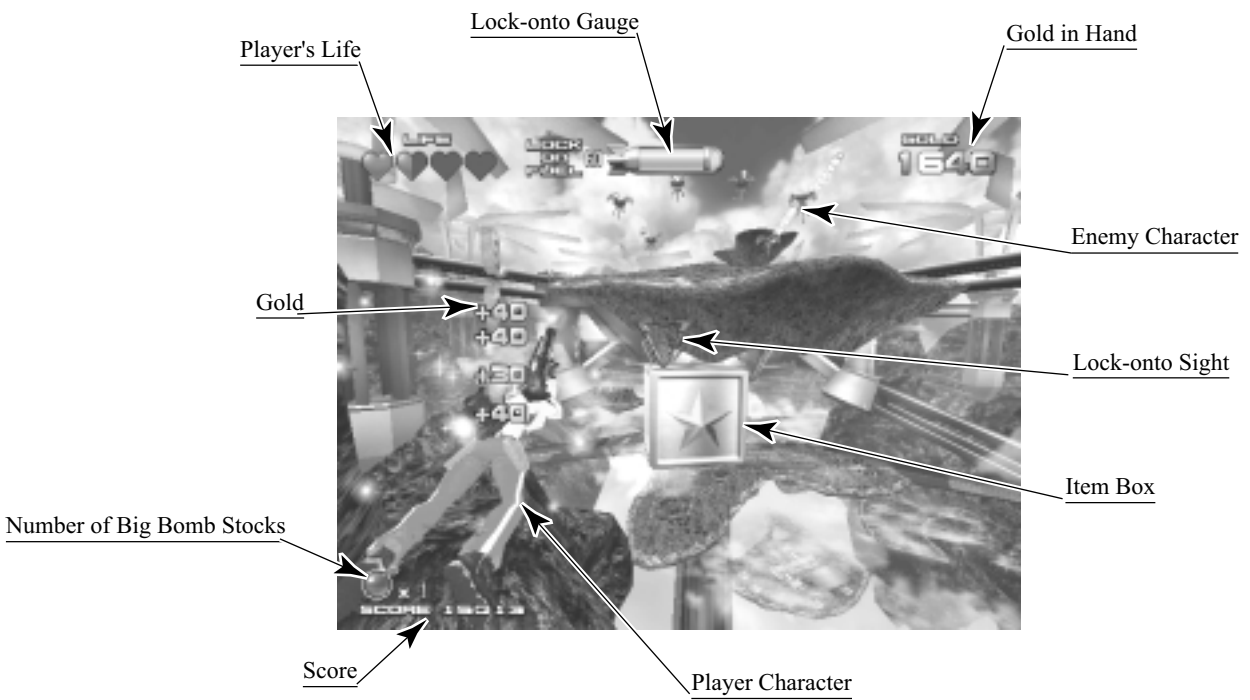 Lock-onto Gauge
Player's Life
Gold in Hand
LIFE
LOCK
ON
FUEL
GOLD
1640
Enemy Character
Gold
+40
+40
+30
+40
Lock-onto Sight
Item Box
Number of Big Bomb Stocks
x 1
SCORE 15013
Score
Player Character